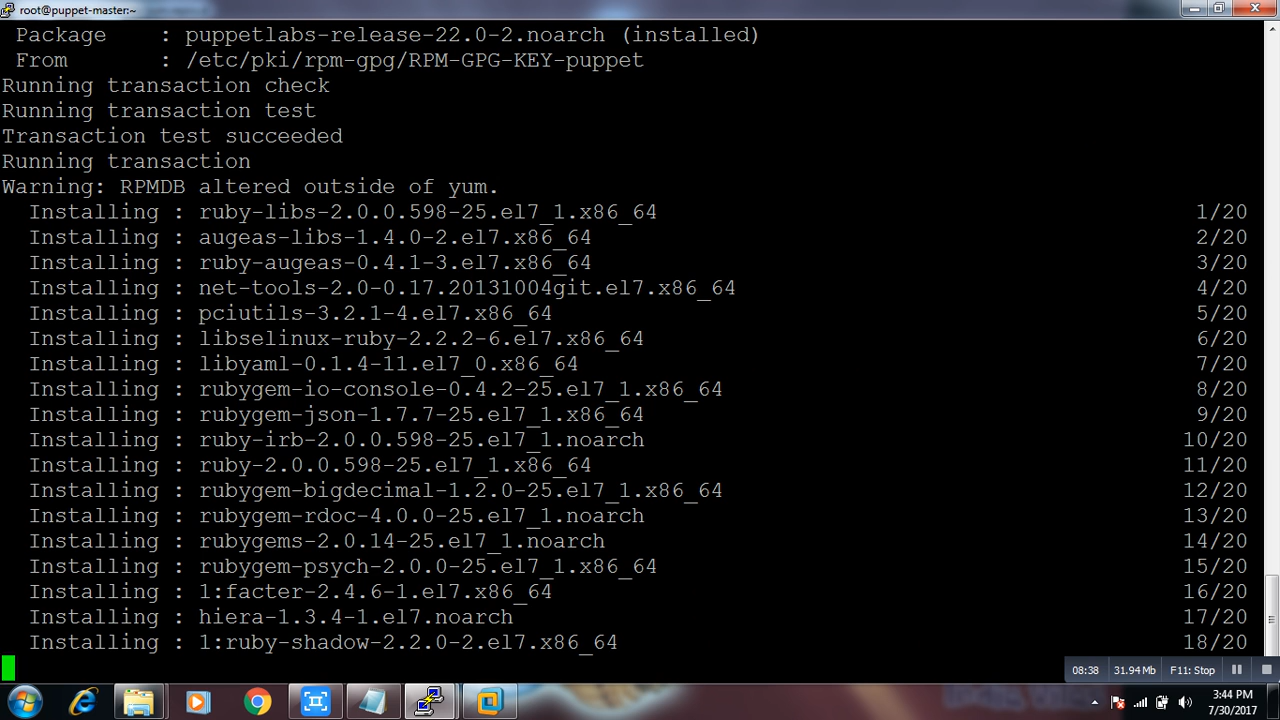 root@puppet-master:~
Package : puppetlabs-release-22.0-2.noarch (installed)
From : /etc/pki/rpm-gpg/RPM-GPG-KEY-puppet
Running transaction check
Running transaction test
Transaction test succeeded
Running transaction
Warning: RPMDB altered outside of yum.
Installing : ruby-libs-2.0.0.598-25.el7_1.x86_64 1/20
Installing : augeas-libs-1.4.0-2.el7.x86_64 2/20
Installing : ruby-augeas-0.4.1-3.el7.x86_64 3/20
Installing : net-tools-2.0-0.17.20131004git.el7.x86_64 4/20
Installing : pciutils-3.2.1-4.el7.x86_64 5/20
Installing : libselinux-ruby-2.2.2-6.el7.x86_64 6/20
Installing : libyaml-0.1.4-11.el7_0.x86_64 7/20
Installing : rubygem-io-console-0.4.2-25.el7_1.x86_64 8/20
Installing : rubygem-json-1.7.7-25.el7_1.x86_64 9/20
Installing : ruby-irb-2.0.0.598-25.el7_1.noarch 10/20
Installing : ruby-2.0.0.598-25.el7_1.x86_64 11/20
Installing : rubygem-bigdecimal-1.2.0-25.el7_1.x86_64 12/20
Installing : rubygem-rdoc-4.0.0-25.el7_1.noarch 13/20
Installing : rubygems-2.0.14-25.el7_1.noarch 14/20
Installing : rubygem-psych-2.0.0-25.el7_1.x86_64 15/20
Installing : 1:facter-2.4.6-1.el7.x86_64 16/20
Installing : hiera-1.3.4-1.el7.noarch 17/20
Installing : 1:ruby-shadow-2.2.0-2.el7.x86_64 18/20
08:38 31.94 Mb F11: Stop
3:44 PM
7/30/2017